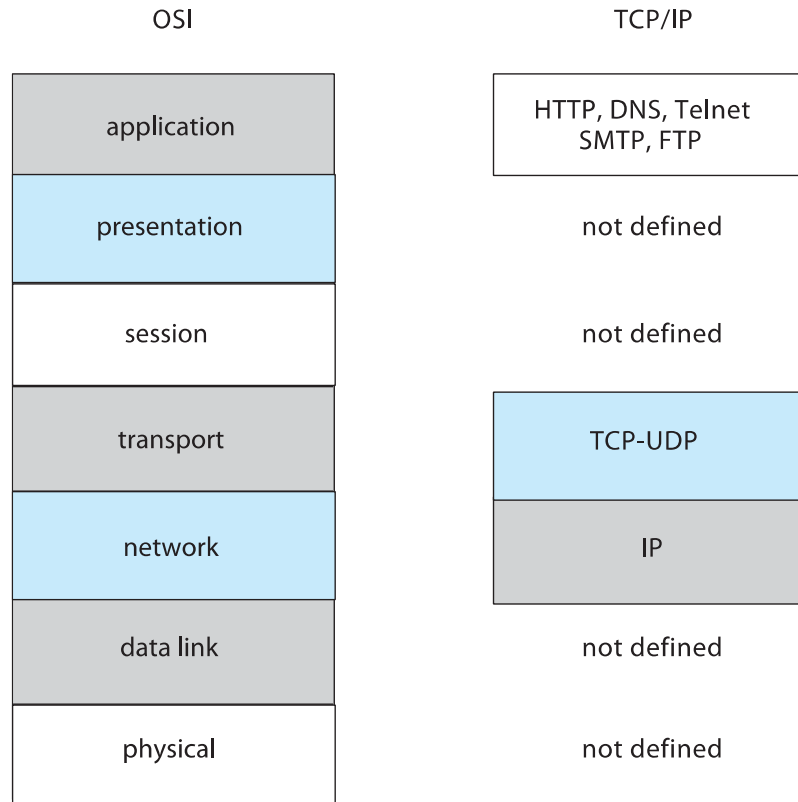 OSI
TCP/IP
application
HTTP, DNS, Telnet
SMTP, FTP
presentation
not defined
session
not defined
transport
TCP-UDP
network
IP
data link
not defined
physical
not defined